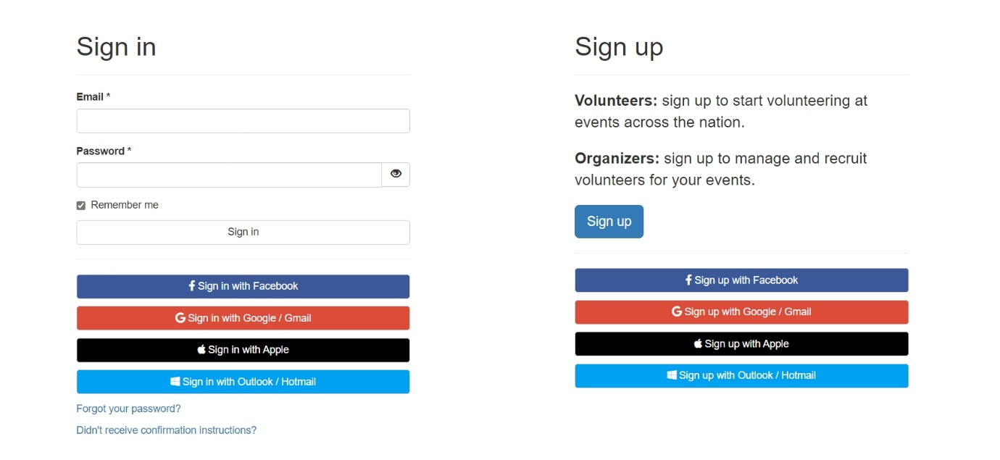 Sign in
Email *
Password *
Remember me
Sign in
Sign in with Facebook
Sign in with Google / Gmail
Sign in with Apple
Sign in with Outlook / Hotmail
Forgot your password?
Didn't receive confirmation instructions?
Sign up
Volunteers: sign up to start volunteering at
events across the nation.
Organizers: sign up to manage and recruit
volunteers for your events.
Sign up
Sign up with Facebook
Sign up with Google / Gmail
Sign up with Apple
Sign up with Outlook / Hotmail